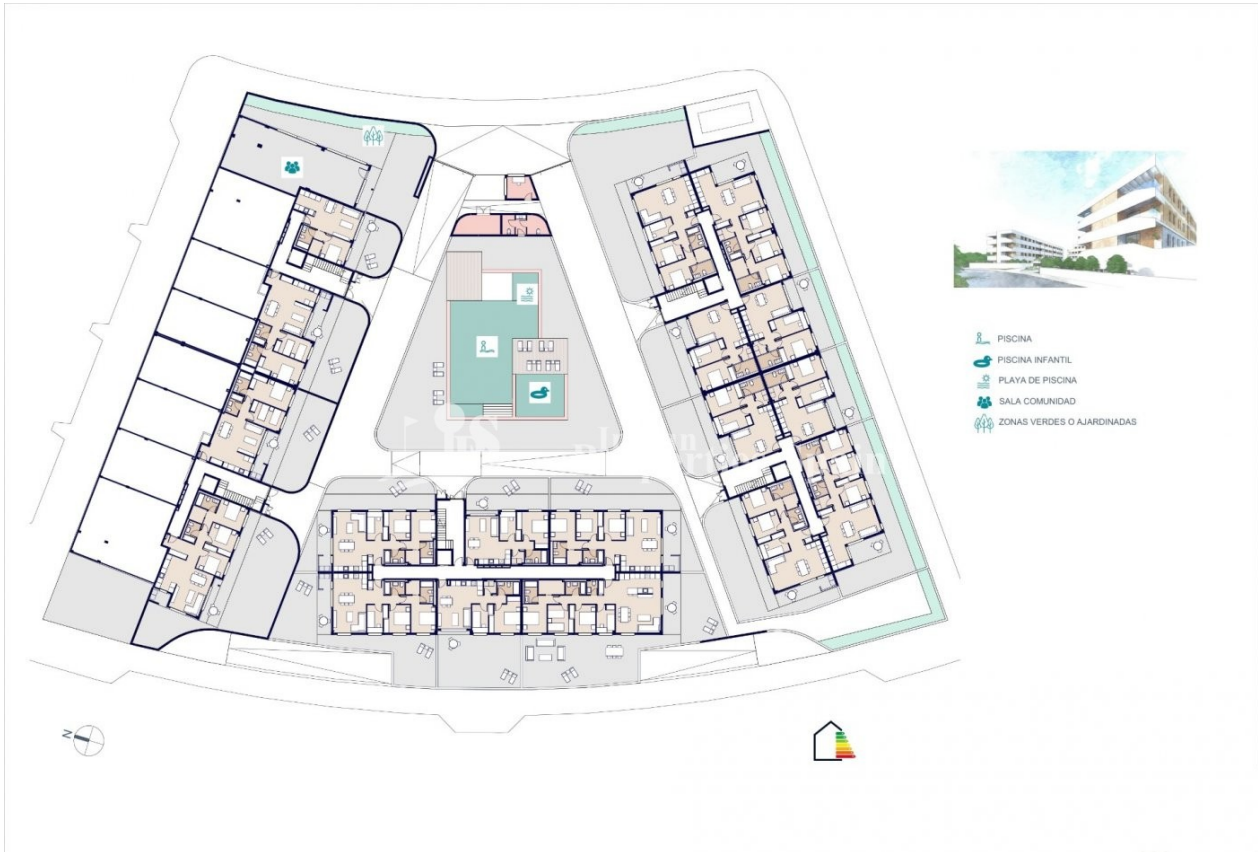 PISCINA
PISCINA INFANTIL
PLAYA DE PISCINA
SALA COMUNIDAD
ZONAS VERDES O AJARDINADAS
N